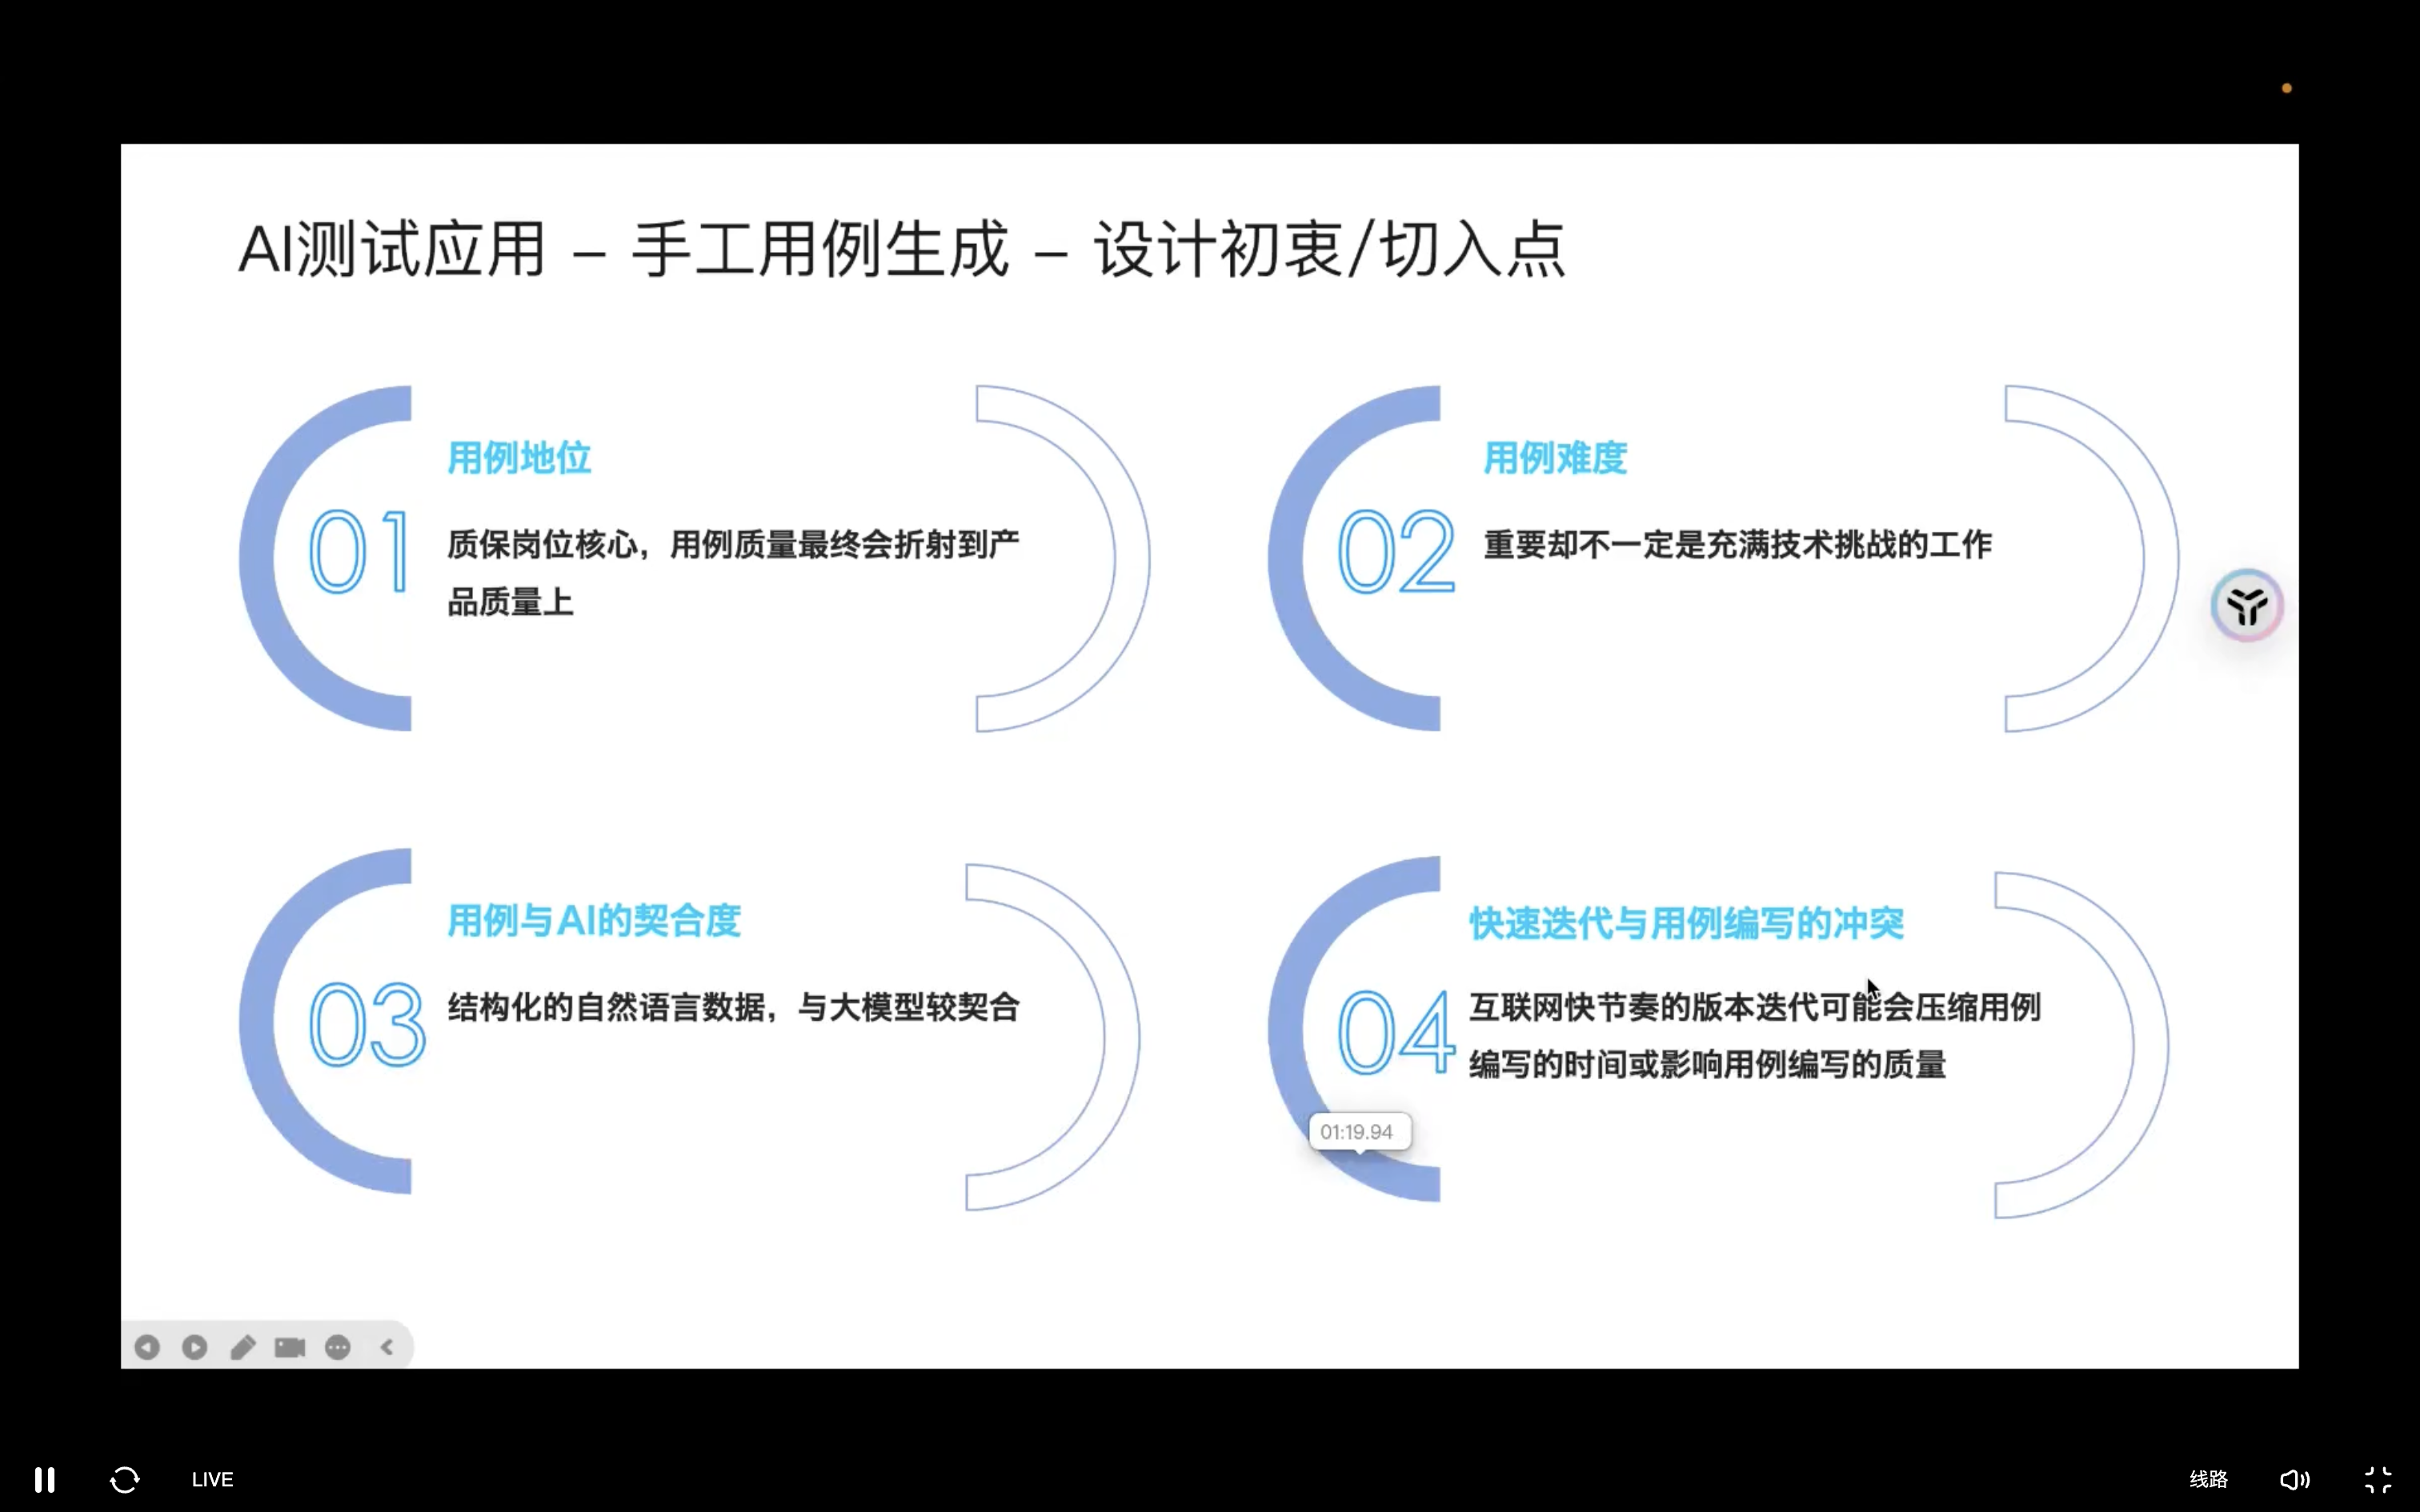 AI测试应用 – 手工用例生成 – 设计初衷/切入点
用例地位
01
质保岗位核心，用例质量最终会折射到产
品质量上
用例难度
02
重要却不一定是充满技术挑战的工作
用例与AI的契合度
03
结构化的自然语言数据，与大模型较契合
快速迭代与用例编写的冲突
04
互联网快节奏的版本迭代可能会压缩用例
编写的时间或影响用例编写的质量
01:19.94
LIVE
线路